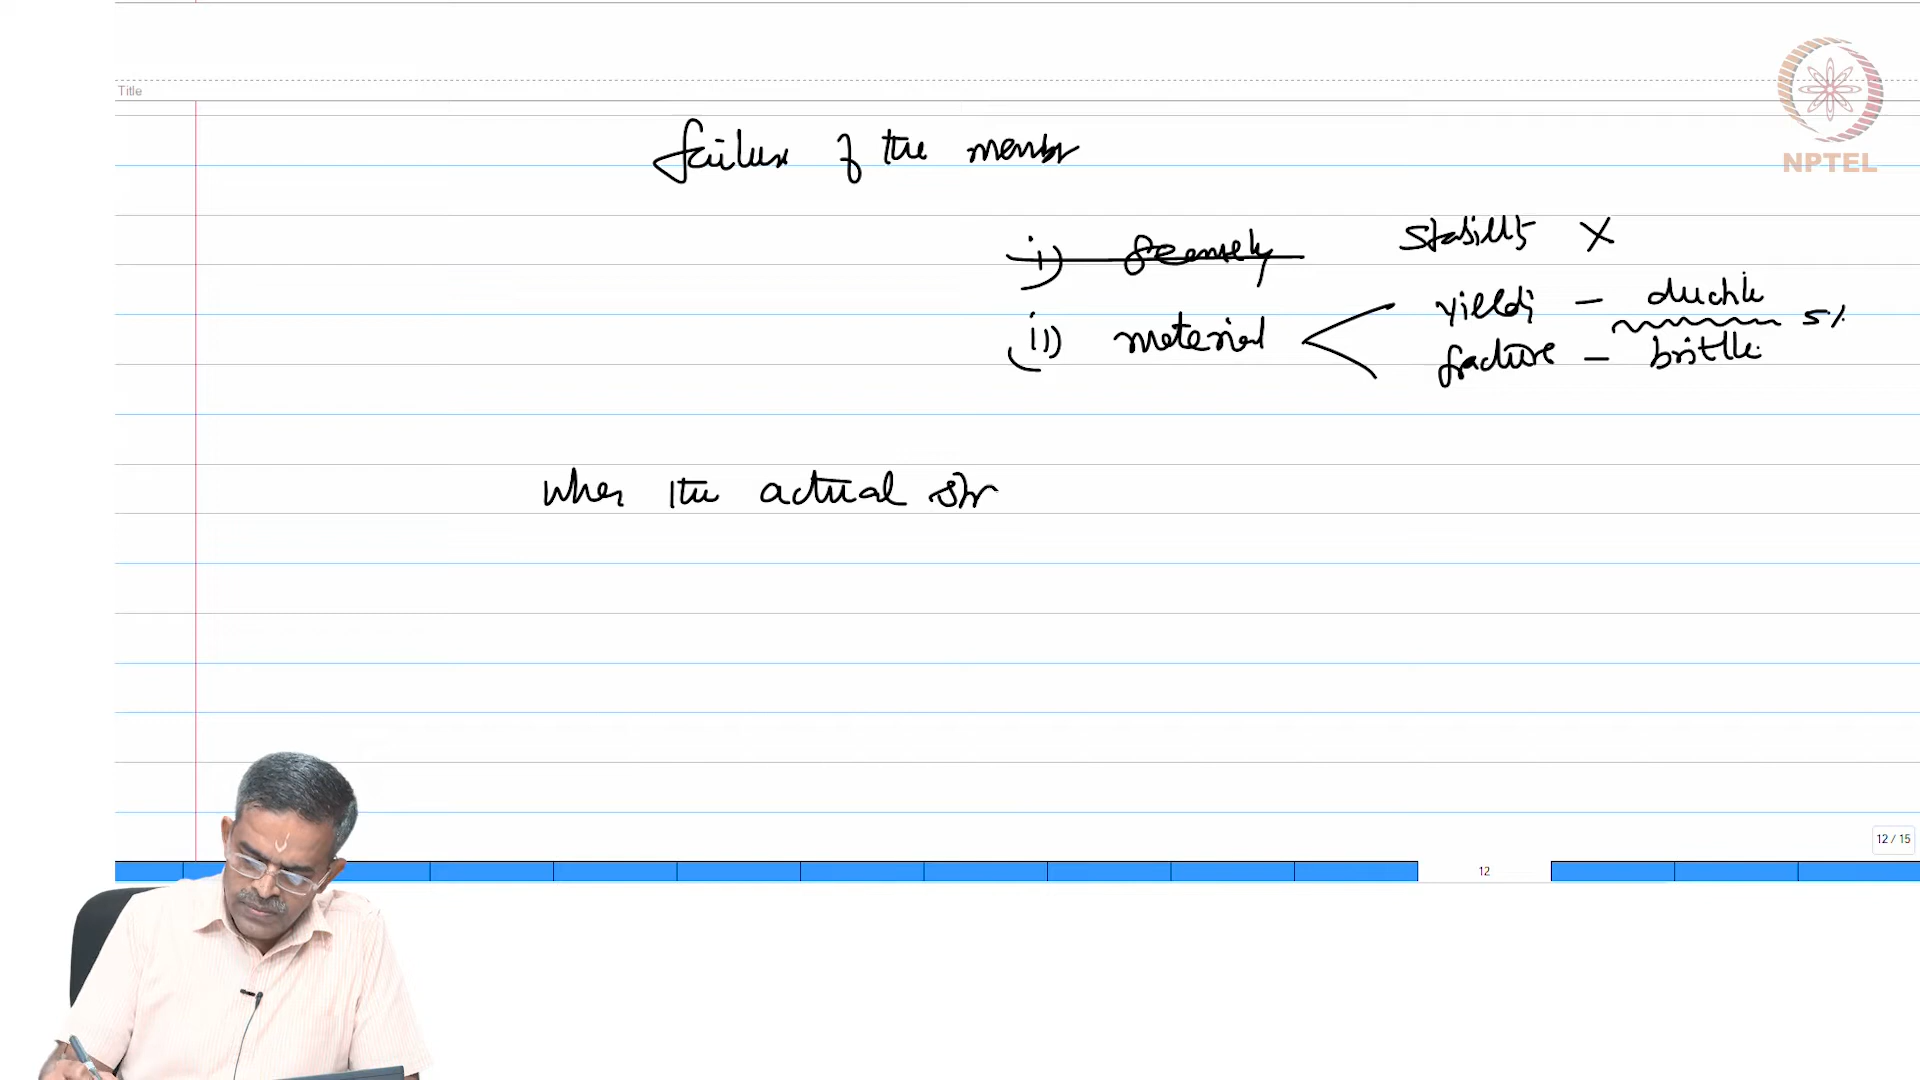 Title
NPTEL
failure of the member
i) Geometry stability X
ii) material yielding - ductile 5%
fracture - brittle
when the actual str
12 / 15
12